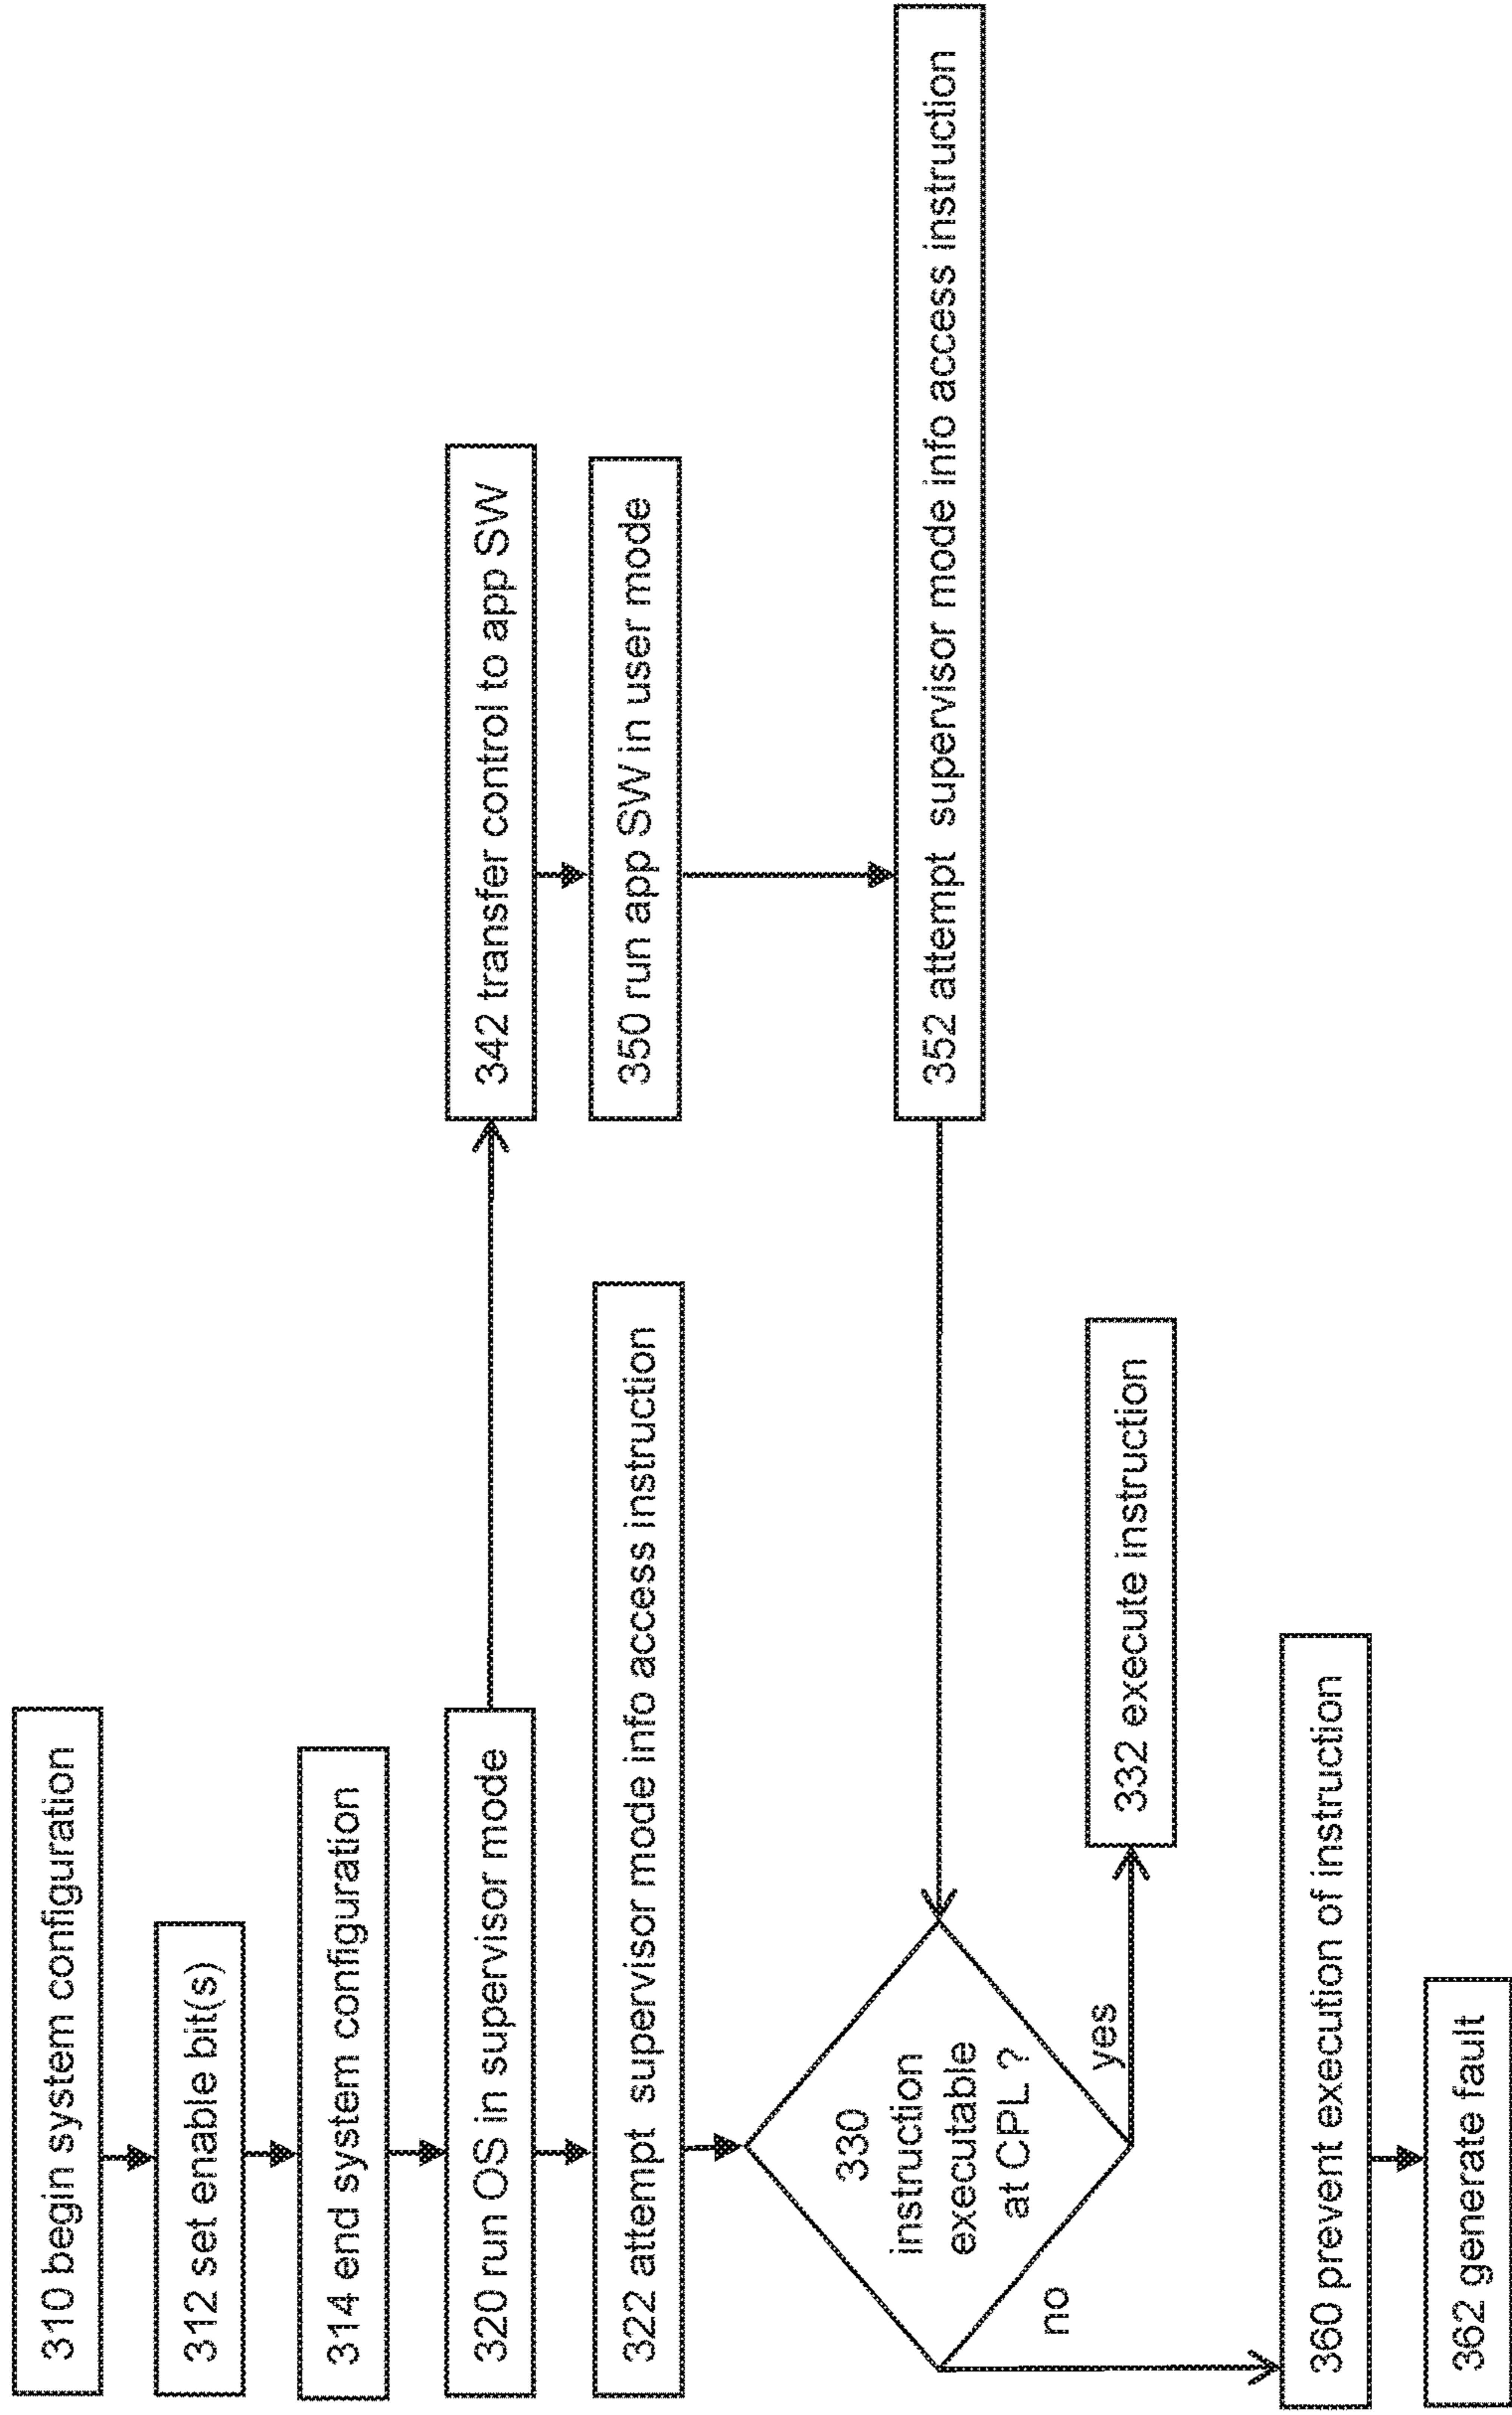 310 begin system configuration
312 set enable bit(s)
314 end system configuration
320 run OS in supervisor mode
342 transfer control to app SW
322 attempt supervisor mode info access instruction
350 run app SW in user mode
352 attempt supervisor mode info access instruction
330
instruction
executable
at CPL ?
yes
332 execute instruction
no
360 prevent execution of instruction
362 generate fault